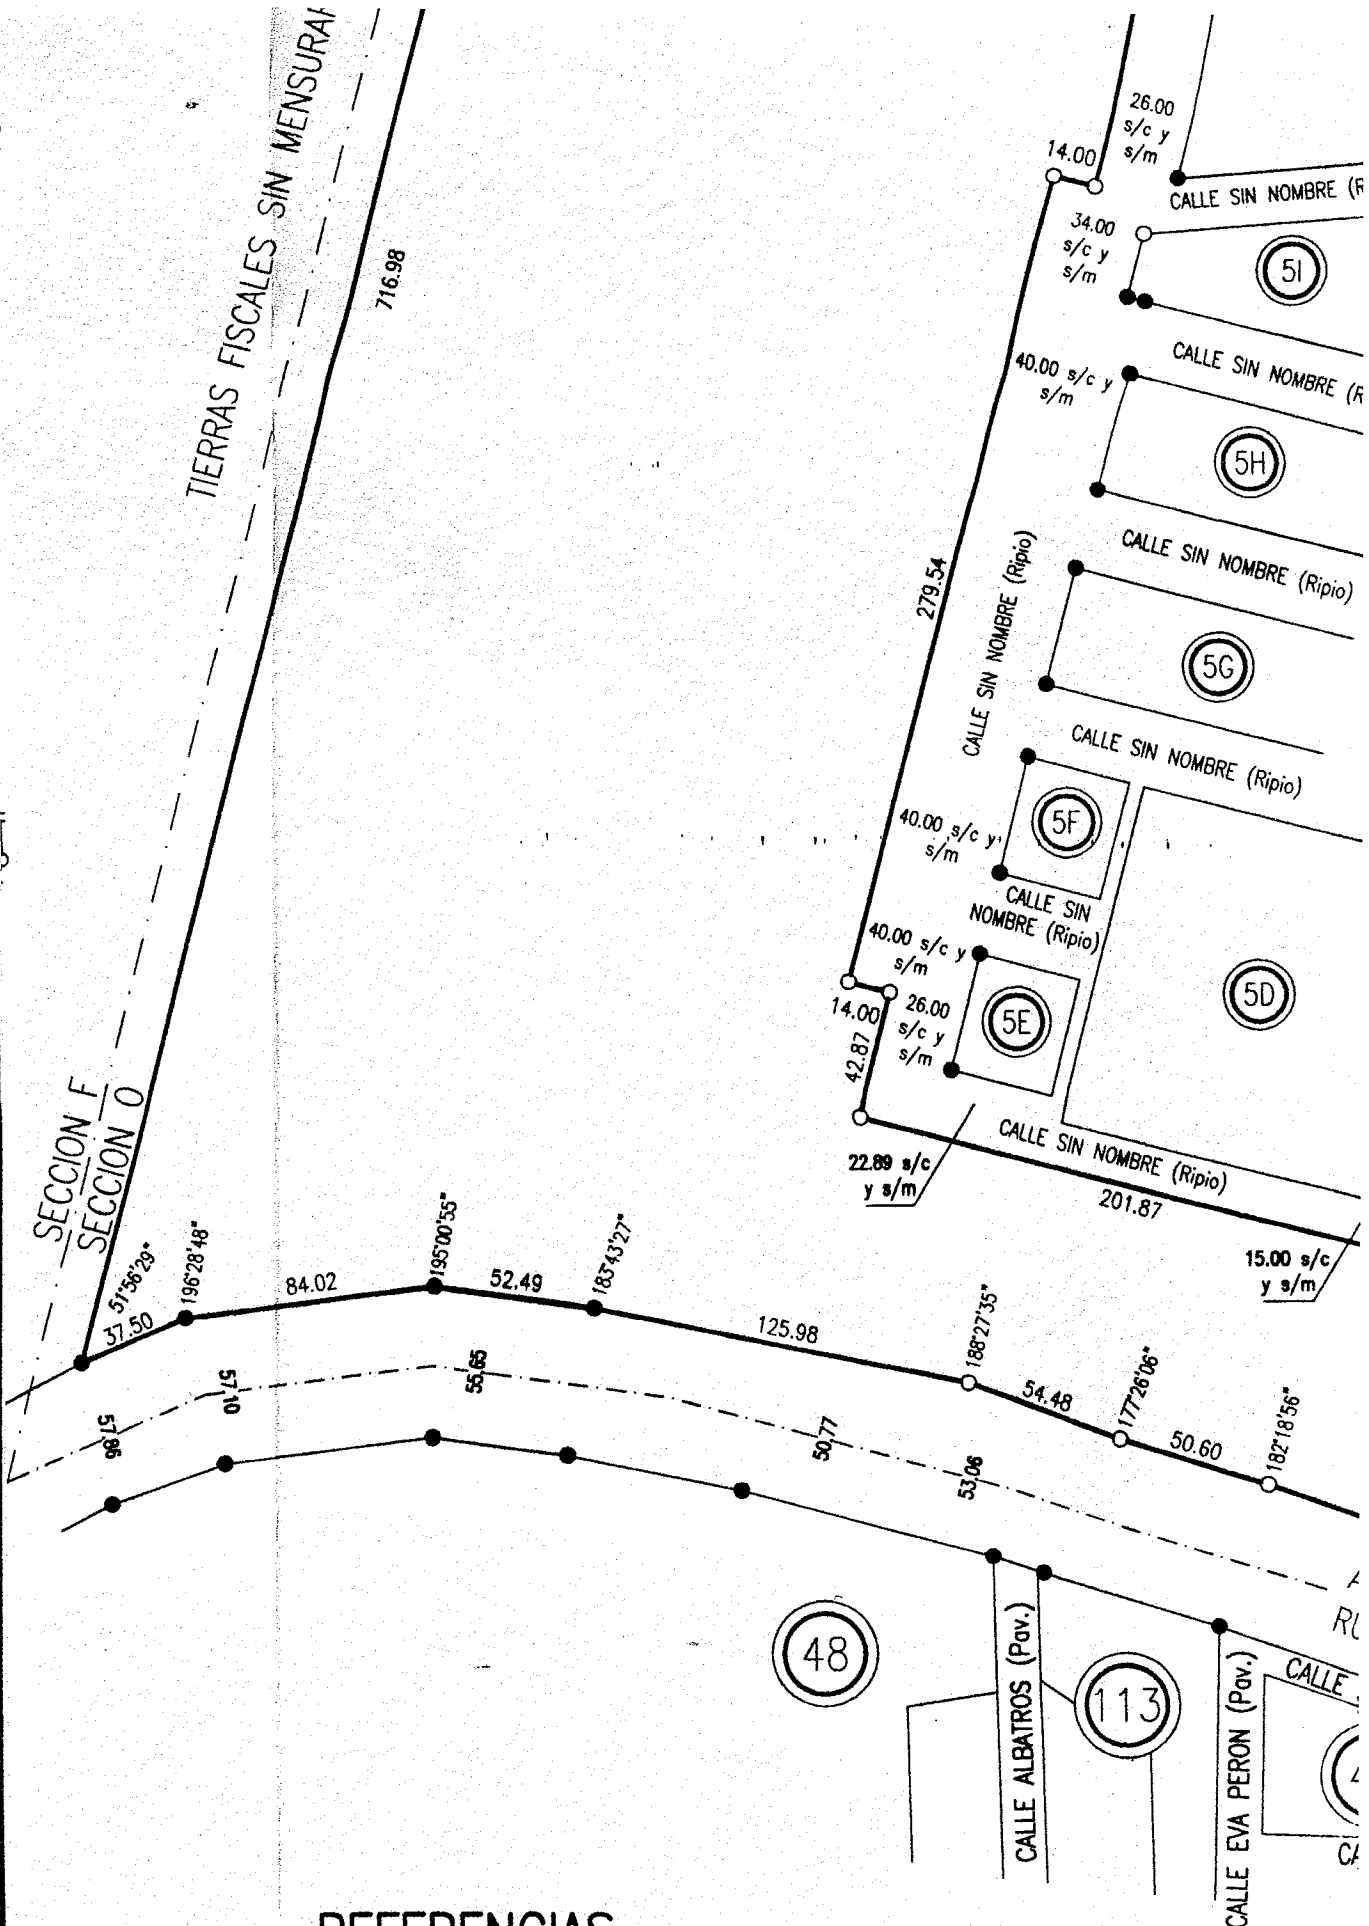 TIERRAS FISCALES SIN MENSURAR
716.98
26.00
s/c y
s/m
14.00
CALLE SIN NOMBRE (R
34.00
s/c y
s/m
5I
CALLE SIN NOMBRE (R
40.00 s/c y
s/m
5H
CALLE SIN NOMBRE (Ripio)
279.54
CALLE SIN NOMBRE (Ripio)
5G
CALLE SIN NOMBRE (Ripio)
40.00 s/c y
s/m
5F
CALLE SIN
NOMBRE (Ripio)
40.00 s/c y
s/m
14.00
26.00
s/c y
s/m
5E
5D
42.87
CALLE SIN NOMBRE (Ripio)
22.89 s/c
y s/m
201.87
15.00 s/c
y s/m
SECCION F
SECCION O
51°56'29"
37.50
196°28'48"
84.02
195°00'55"
52.49
183°43'27"
125.98
188°27'35"
54.48
177°26'06"
50.60
182°18'56"
57.86
57.10
55.65
50.77
53.06
RU
48
CALLE ALBATROS (Pav.)
113
CALLE EVA PERON (Pav.)
CALLE
4
CA
REFERENCIAS